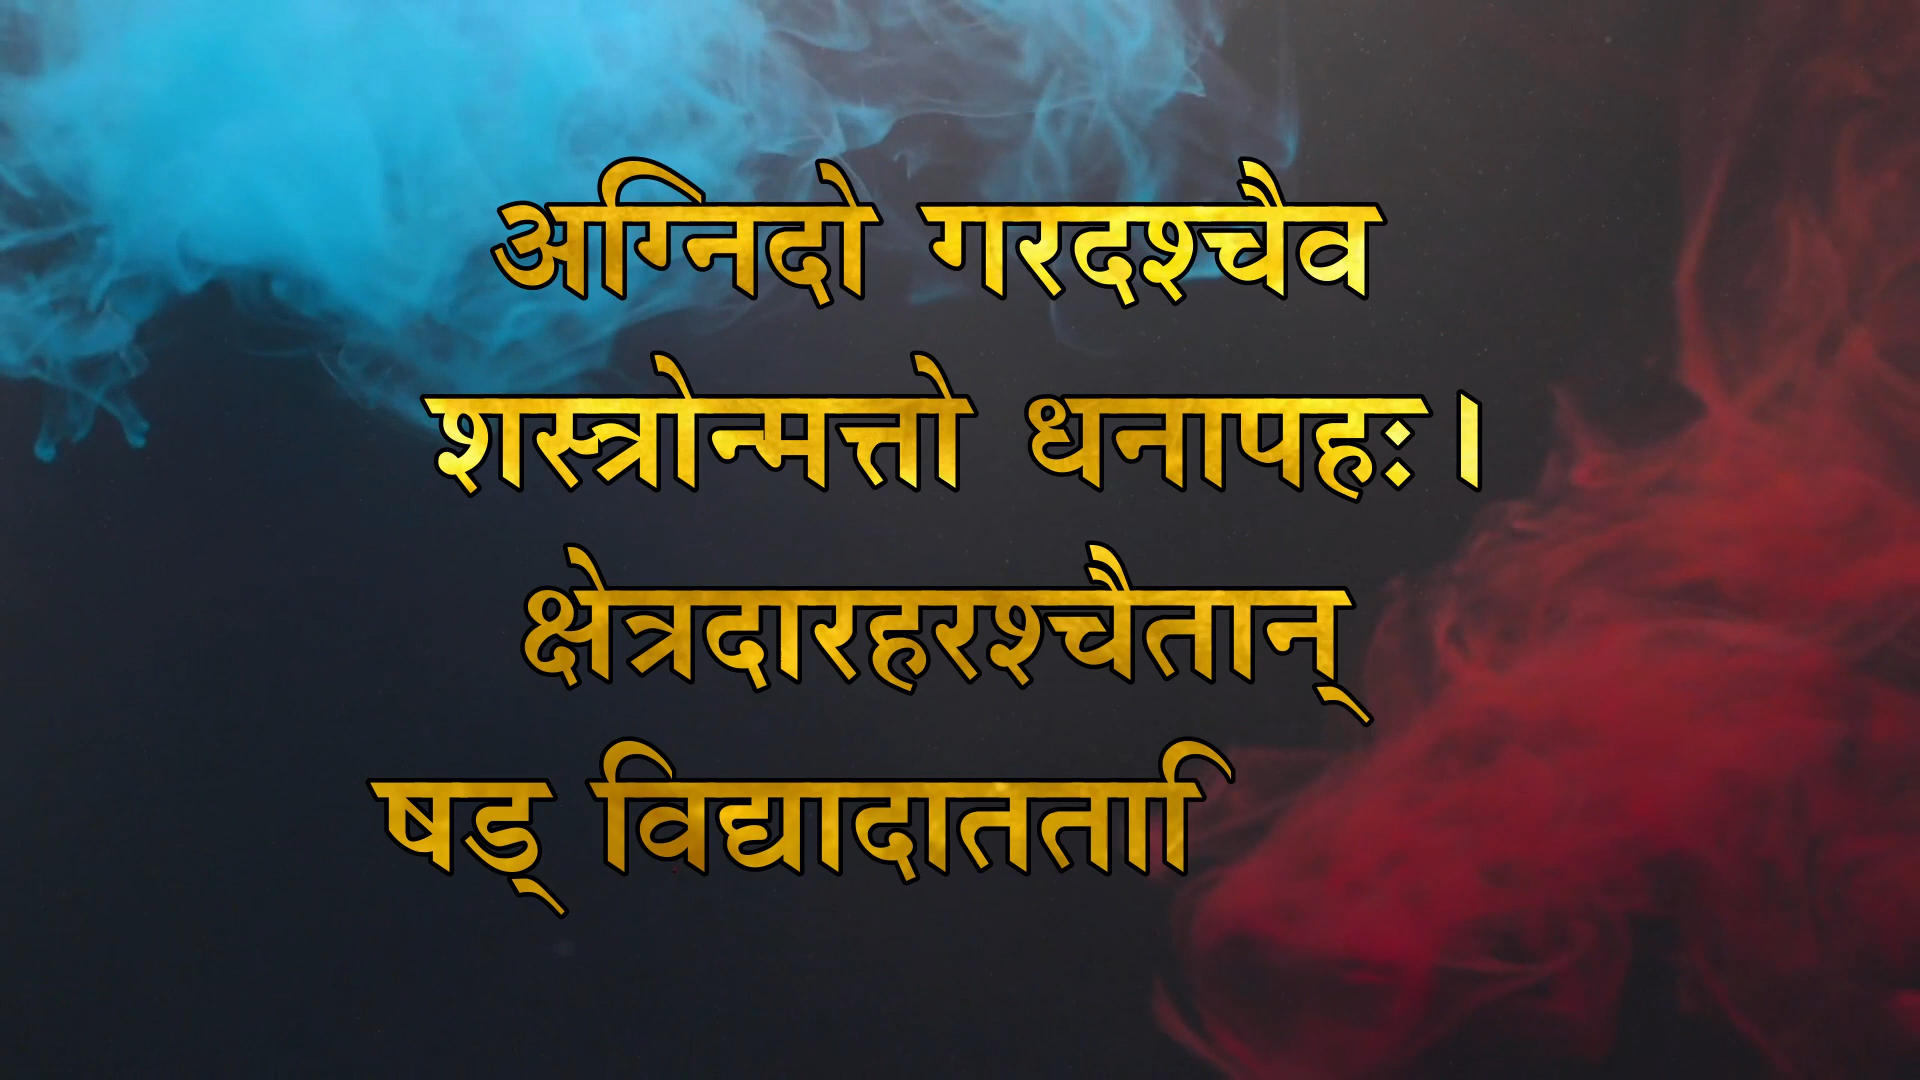 अग्निदो गरदश्चैव
शस्त्रोन्मत्तो धनापहः।
क्षेत्रदारहरश्चैतान्
षड् विद्यादातताि